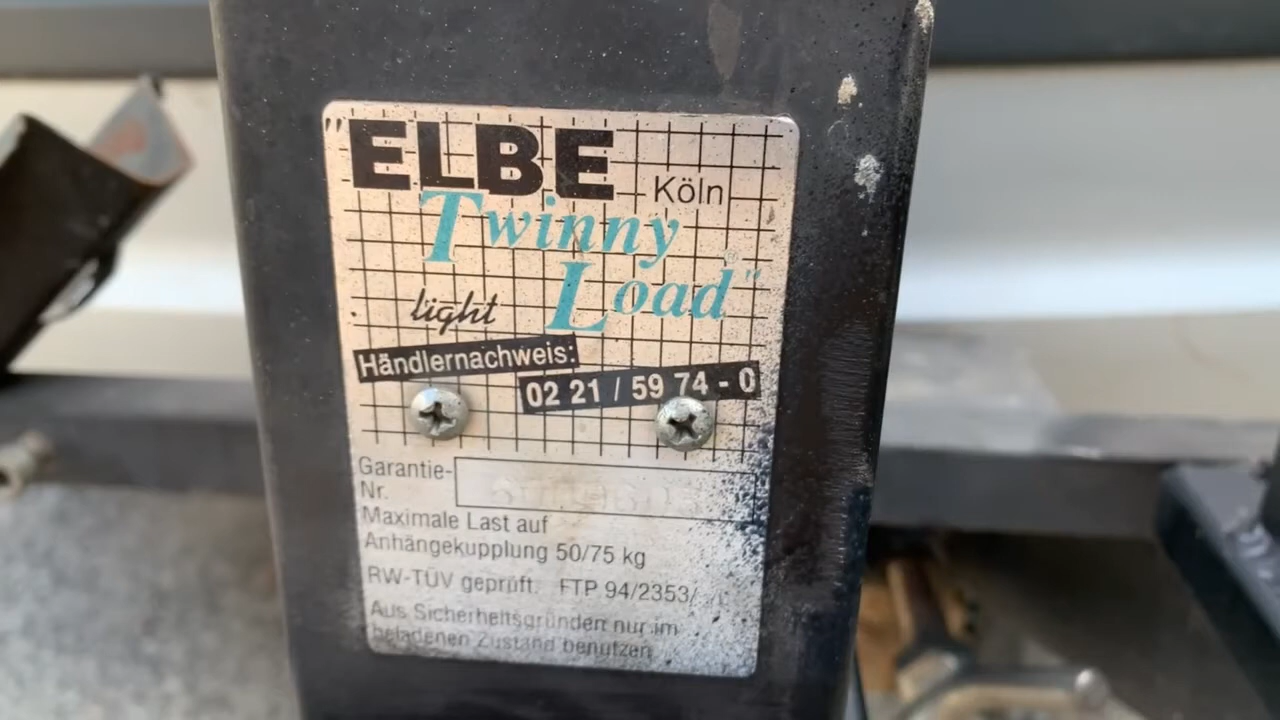 "ELBE Köln
Twinny
Load®"
light
Händlernachweis:
02 21 / 59 74 - 0
Garantie-
Nr.
Maximale Last auf
Anhängekupplung 50/75 kg
RW-TÜV geprüft. FTP 94/2353/
Aus Sicherheitsgründen nur im
beladenen Zustand benutzen